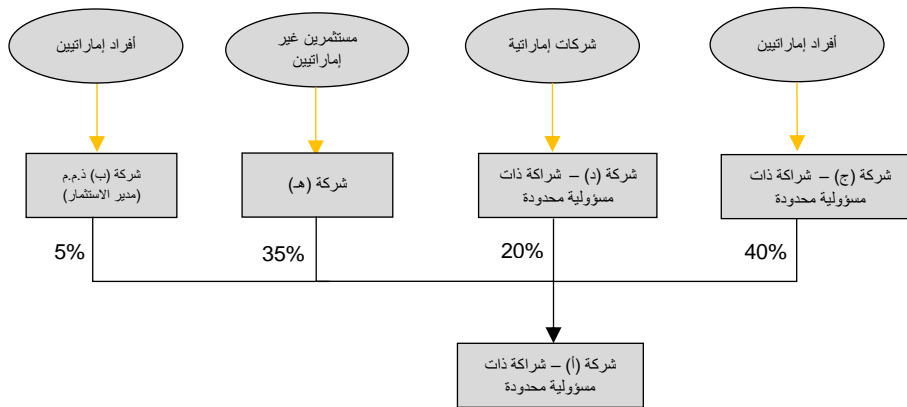 أفراد إماراتيين
شركات إماراتية
مستثمرين غير
إماراتيين
أفراد إماراتيين
شركة (ج) – شراكة ذات
مسؤولية محدودة
شركة (د) – شراكة ذات
مسؤولية محدودة
شركة (هـ)
شركة (ب) ذ.م.م
(مدير الاستثمار)
40%
20%
35%
5%
شركة (أ) – شراكة ذات
مسؤولية محدودة